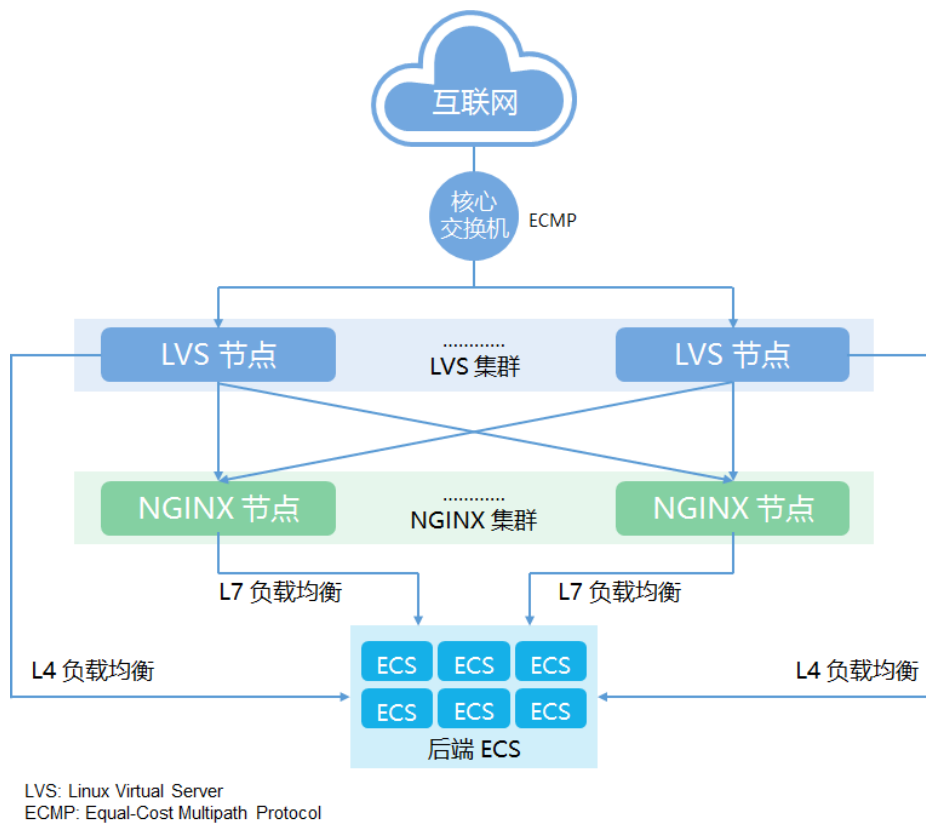 互联网
核心
交换机
ECMP
LVS 节点
............
LVS 集群
LVS 节点
NGINX 节点
............
NGINX 集群
NGINX 节点
L7 负载均衡
L7 负载均衡
L4 负载均衡
L4 负载均衡
ECS ECS ECS
ECS ECS ECS
后端 ECS
LVS: Linux Virtual Server
ECMP: Equal-Cost Multipath Protocol